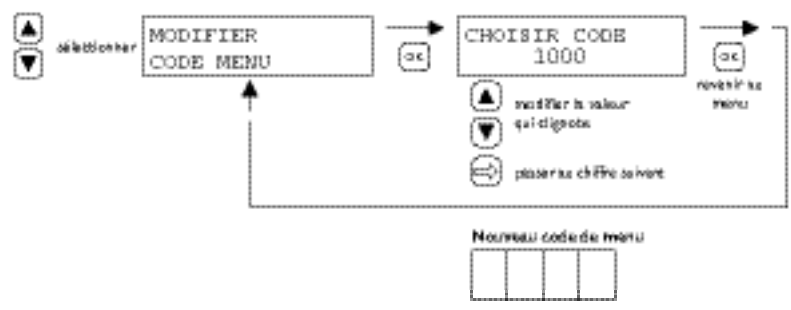 sélectionner
MODIFIER
CODE MENU
OK
CHOISIR CODE
1000
OK
revenir au
menu
modifier la valeur
qui clignote
passer au chiffre suivant
Nouveau code de menu